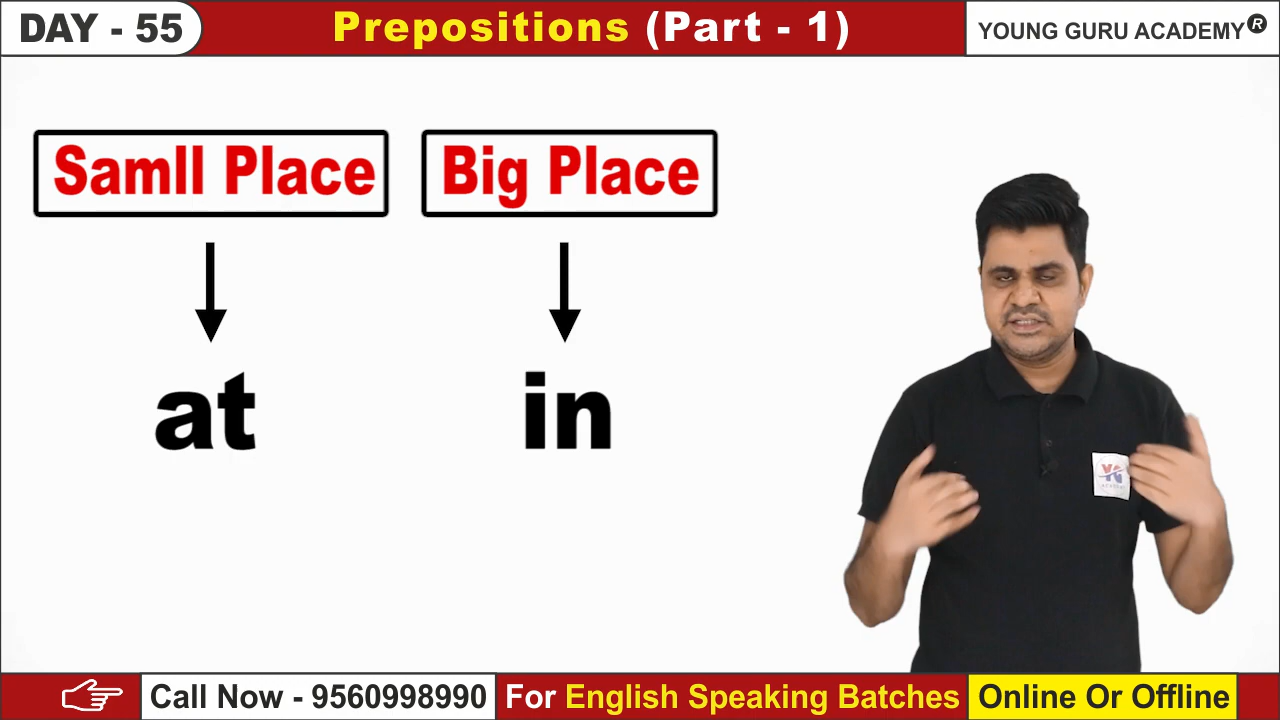 DAY - 55
Prepositions (Part - 1)
YOUNG GURU ACADEMY®
Samll Place
Big Place
at
in
Call Now - 9560998990
For English Speaking Batches
Online Or Offline